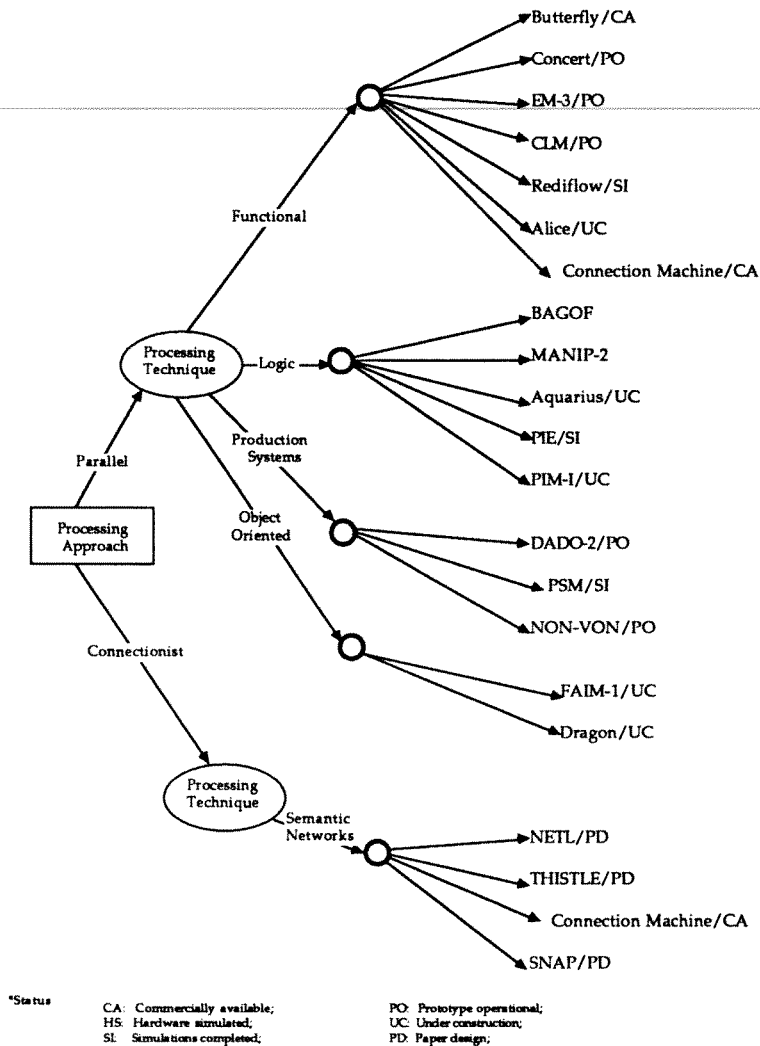 Butterfly/CA
Concert/PO
EM-3/PO
CLM/PO
Rediflow/SI
Alice/UC
Functional
Connection Machine/CA
BAGOF
Processing
Technique
Logic
MANIP-2
Aquarius/UC
Production
Systems
PIE/SI
Parallel
PIM-I/UC
Object
Oriented
Processing
Approach
DADO-2/PO
PSM/SI
NON-VON/PO
Connectionist
FAIM-1/UC
Dragon/UC
Processing
Technique
Semantic
Networks
NETL/PD
THISTLE/PD
Connection Machine/CA
SNAP/PD
*Status
CA: Commercially available;
PO: Prototype operational;
HS: Hardware simulated;
UC: Under construction;
SI: Simulations completed;
PD: Paper design;